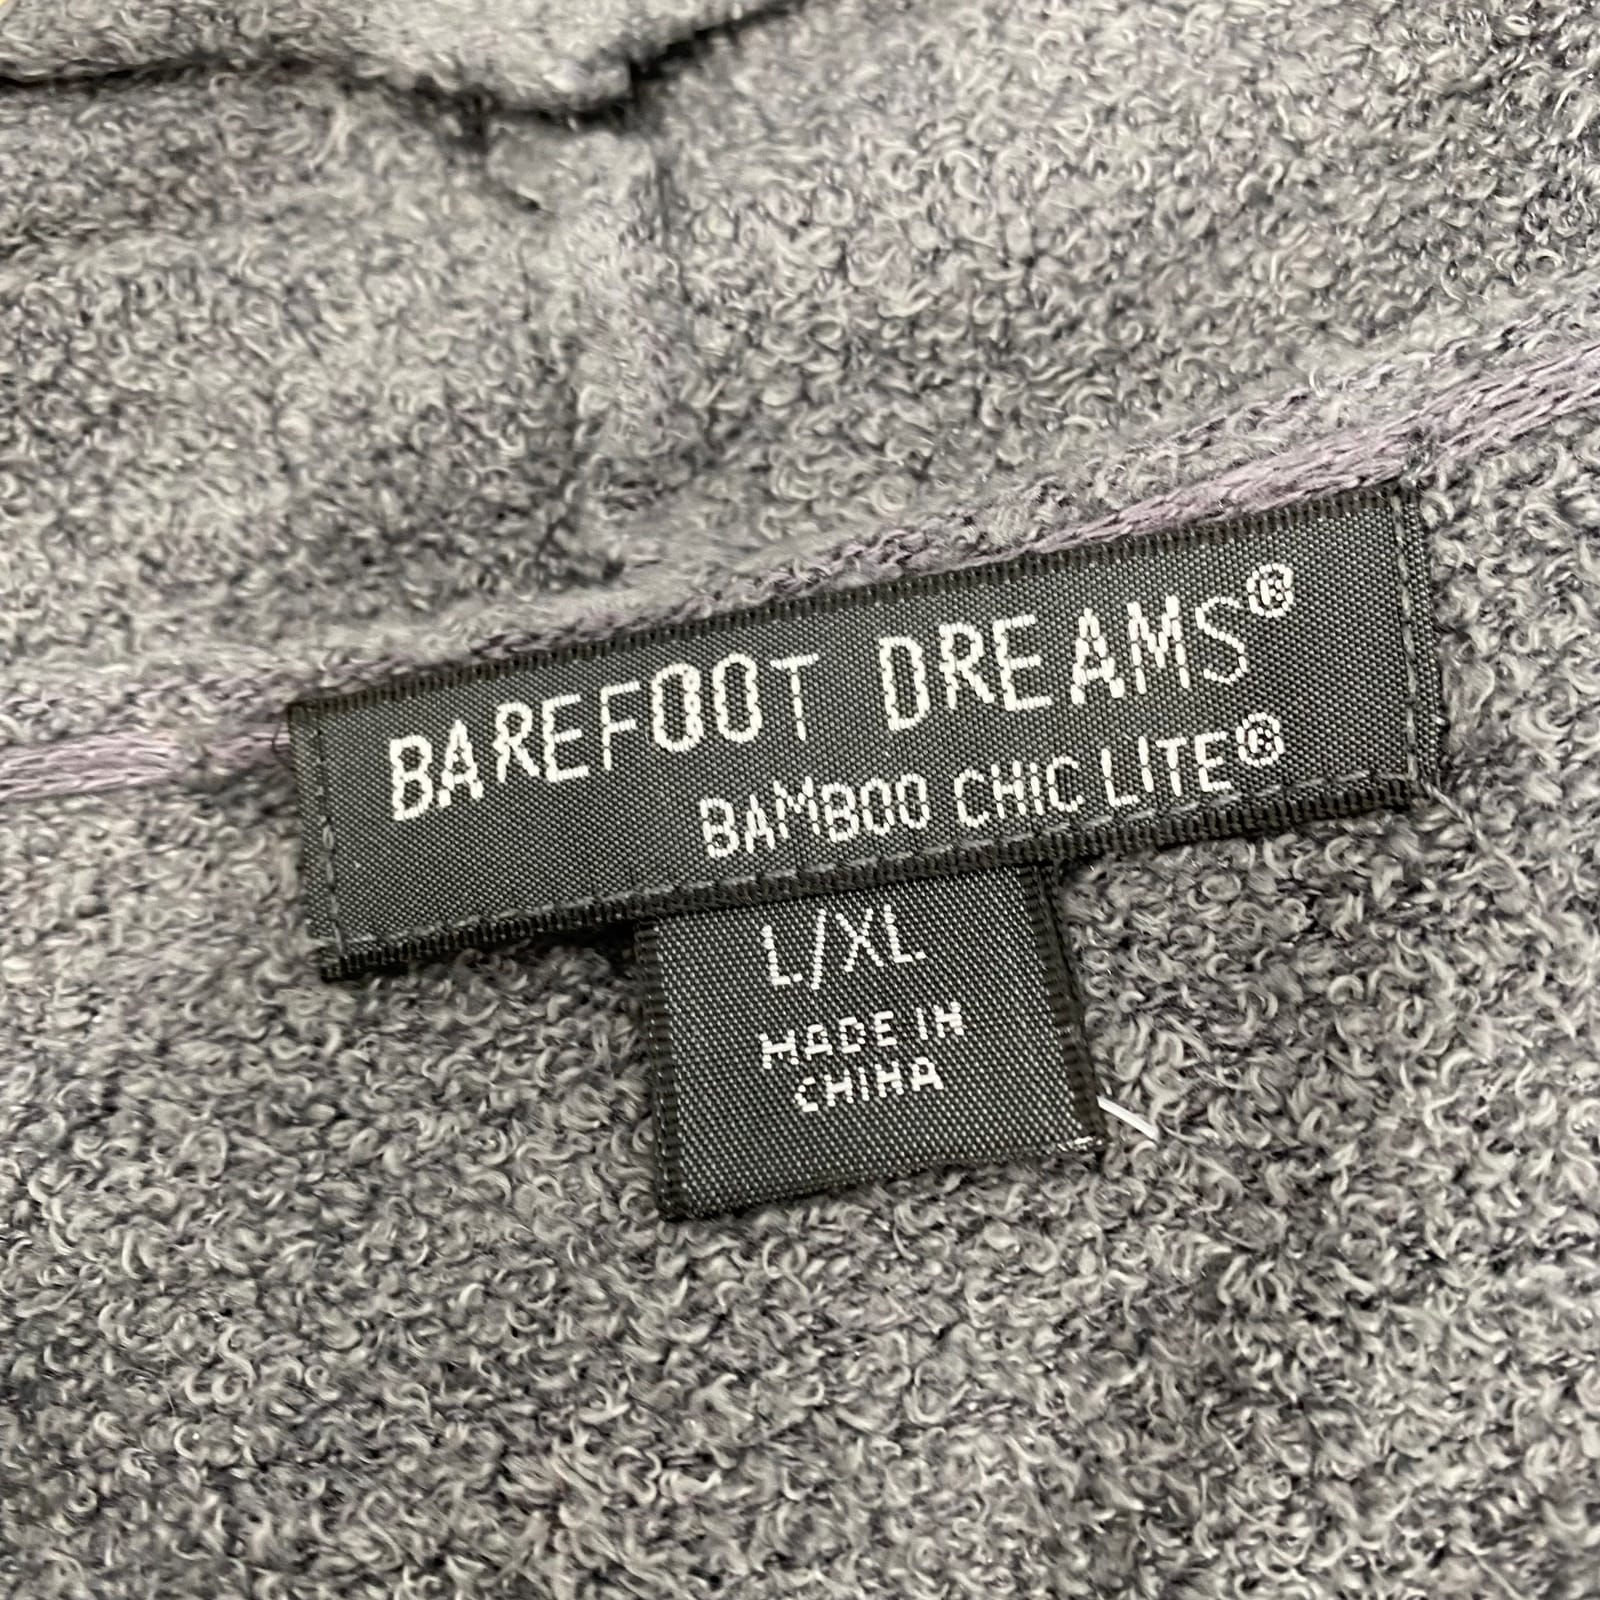 BAREFOOT DREAMS®
BAMBOO CHIC LITE®
L/XL
MADE IN
CHINA